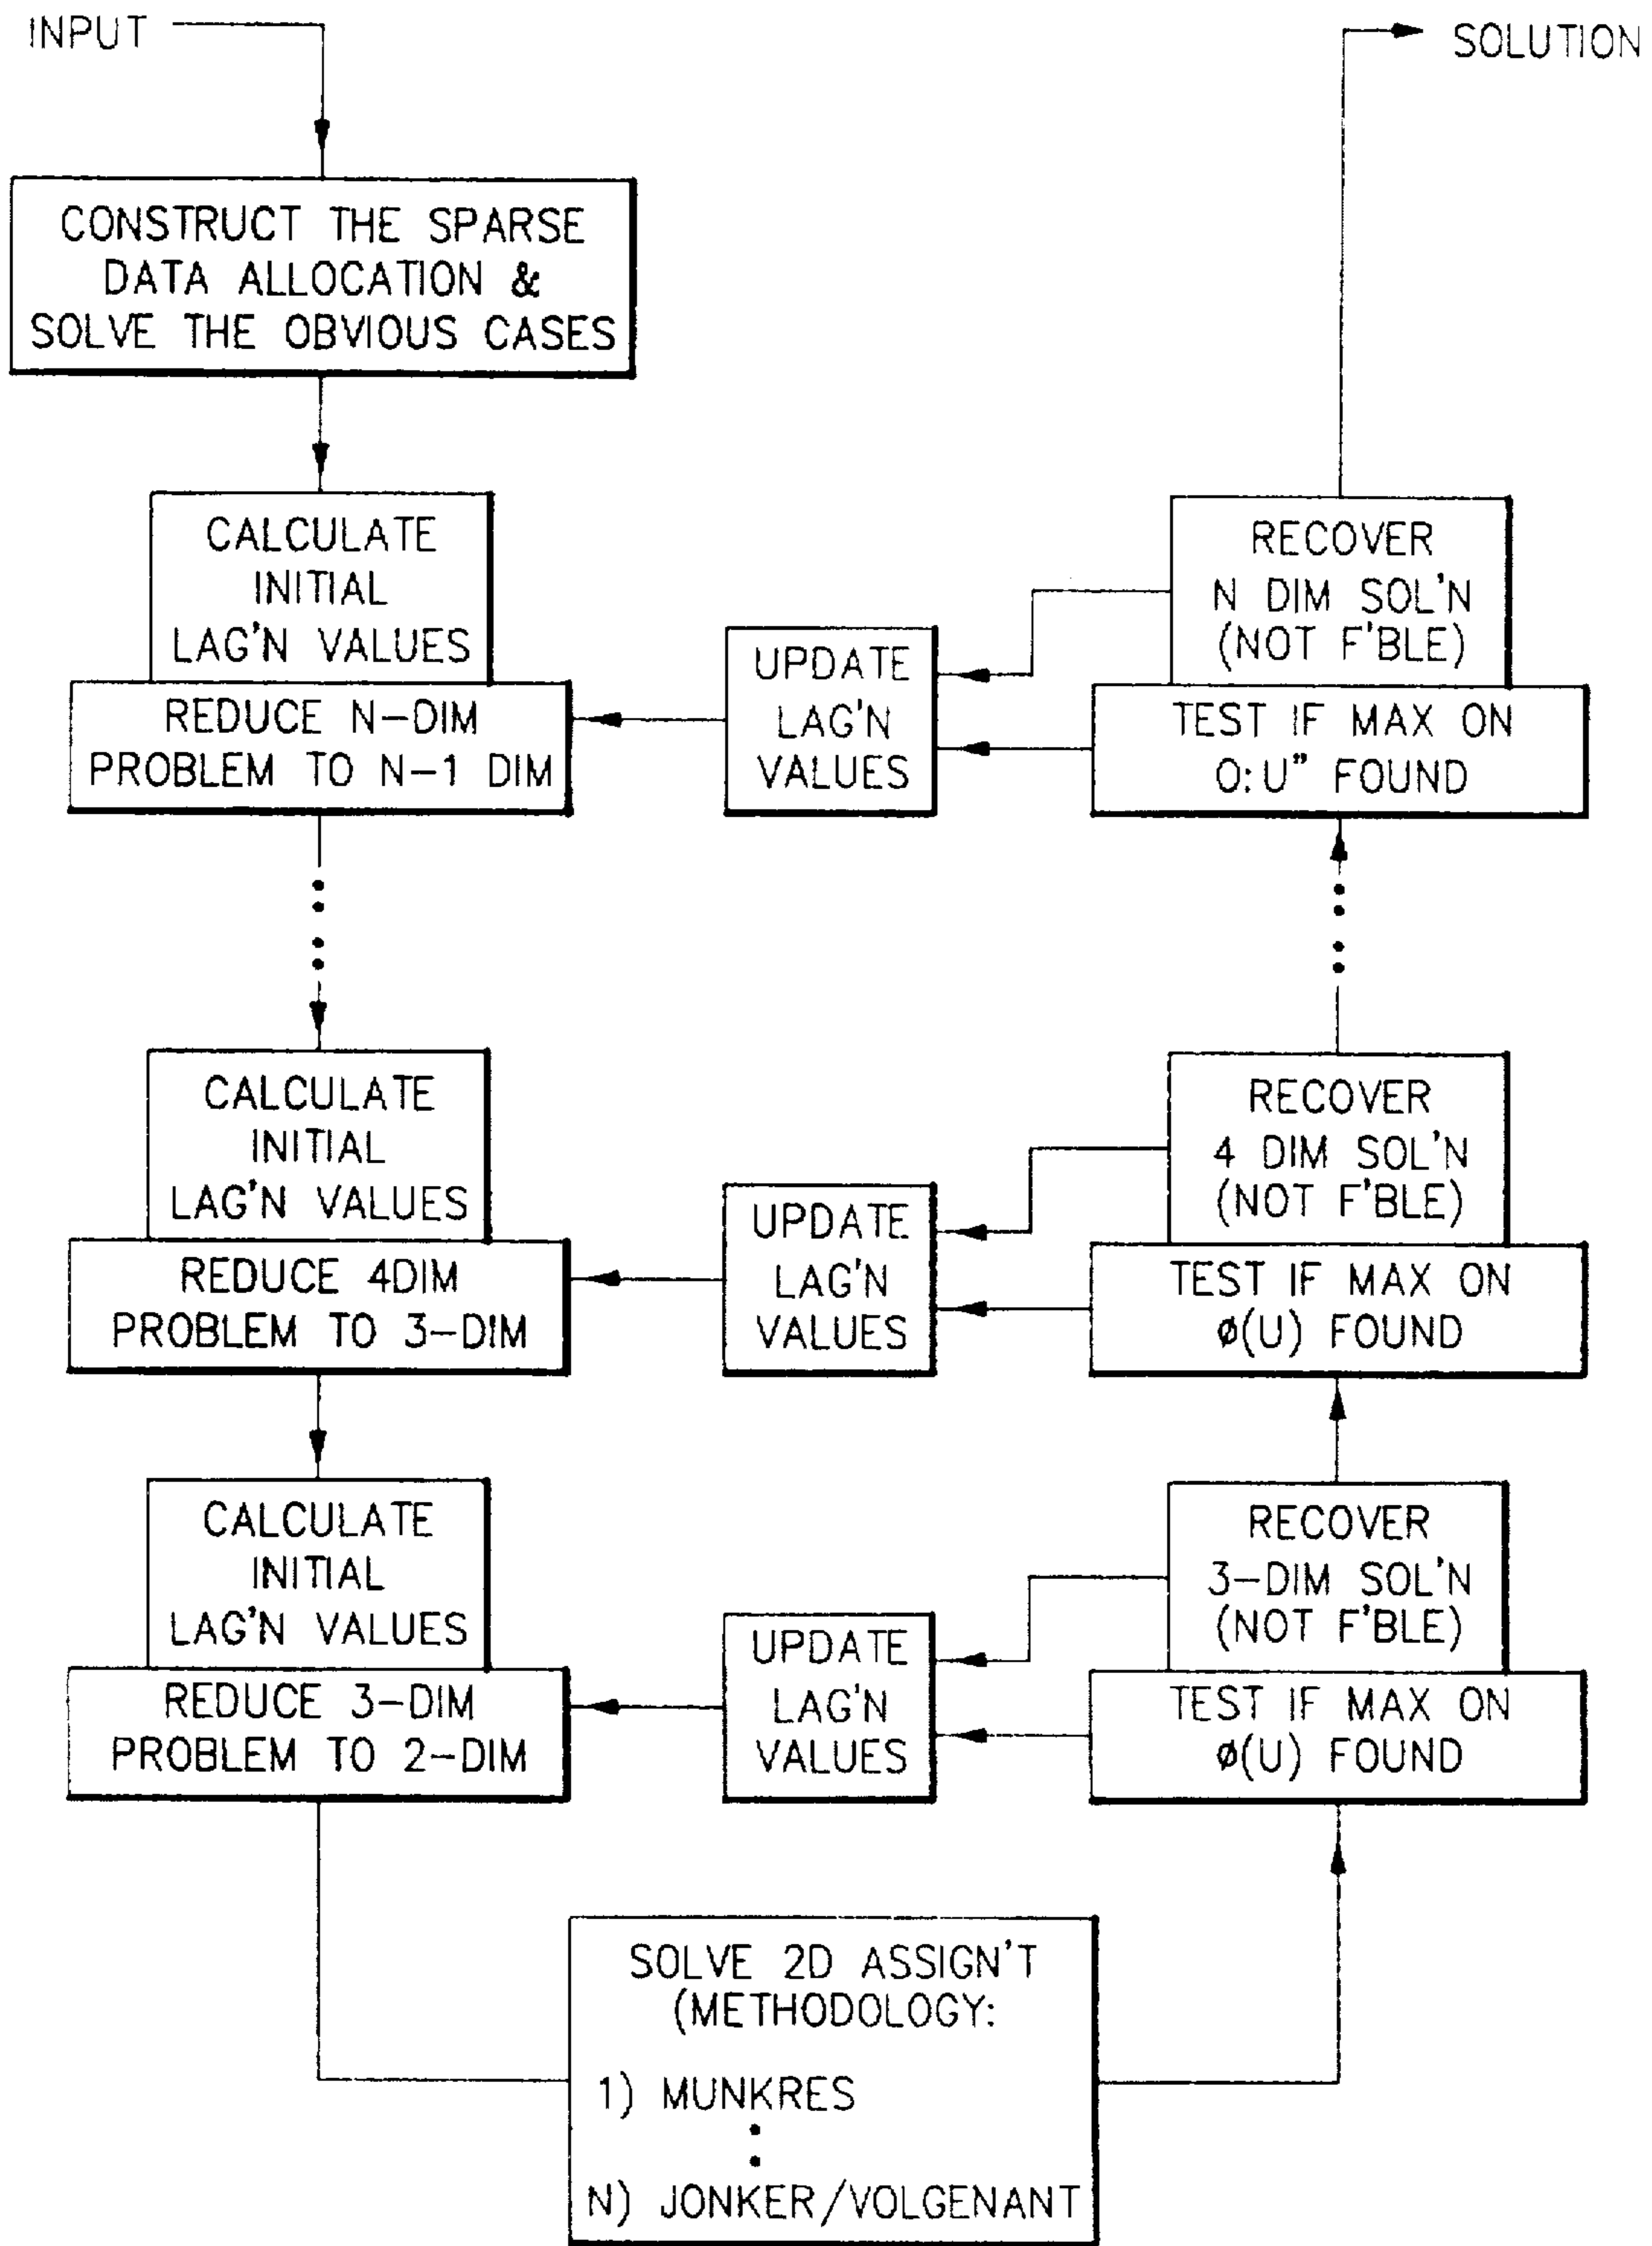 INPUT
SOLUTION
CONSTRUCT THE SPARSE
DATA ALLOCATION &
SOLVE THE OBVIOUS CASES
CALCULATE
INITIAL
LAG'N VALUES
REDUCE N-DIM
PROBLEM TO N-1 DIM
UPDATE
LAG'N
VALUES
RECOVER
N DIM SOL'N
(NOT F'BLE)
TEST IF MAX ON
O:U" FOUND
CALCULATE
INITIAL
LAG'N VALUES
REDUCE 4DIM
PROBLEM TO 3-DIM
UPDATE
LAG'N
VALUES
RECOVER
4 DIM SOL'N
(NOT F'BLE)
TEST IF MAX ON
ø(U) FOUND
CALCULATE
INITIAL
LAG'N VALUES
REDUCE 3-DIM
PROBLEM TO 2-DIM
UPDATE
LAG'N
VALUES
RECOVER
3-DIM SOL'N
(NOT F'BLE)
TEST IF MAX ON
ø(U) FOUND
SOLVE 2D ASSIGN'T
(METHODOLOGY:
1) MUNKRES
N) JONKER/VOLGENANT